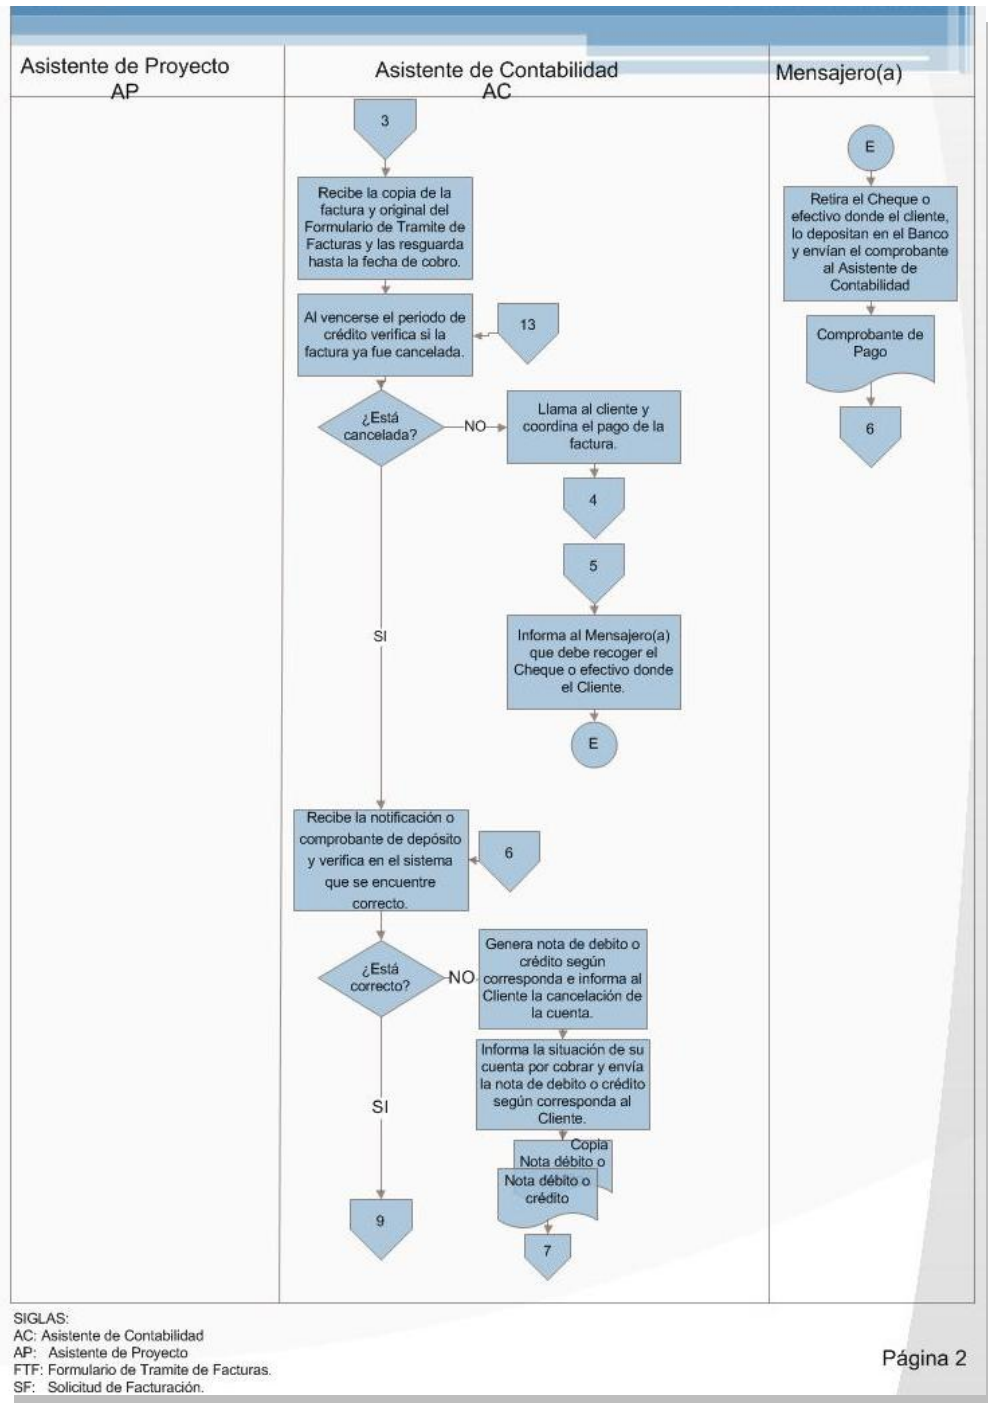 Asistente de Proyecto
AP
Asistente de Contabilidad
AC
Mensajero(a)
3
Recibe la copia de la
factura y original del
Formulario de Tramite de
Facturas y las resguarda
hasta la fecha de cobro.
Al vencerse el periodo de
crédito verifica si la
factura ya fue cancelada.
13
¿Está
cancelada?
NO
Llama al cliente y
coordina el pago de la
factura.
4
5
Informa al Mensajero(a)
que debe recoger el
Cheque o efectivo donde
el Cliente.
E
SI
Recibe la notificación o
comprobante de depósito
y verifica en el sistema
que se encuentre
correcto.
6
¿Está
correcto?
NO
Genera nota de debito o
crédito según
corresponda e informa al
Cliente la cancelación de
la cuenta.
Informa la situación de su
cuenta por cobrar y envía
la nota de debito o crédito
según corresponda al
Cliente.
Copia
Nota débito o
Nota débito o
crédito
7
SI
9
E
Retira el Cheque o
efectivo donde el cliente,
lo depositan en el Banco
y envían el comprobante
al Asistente de
Contabilidad
Comprobante de
Pago
6
SIGLAS:
AC: Asistente de Contabilidad
AP: Asistente de Proyecto
FTF: Formulario de Tramite de Facturas.
SF: Solicitud de Facturación.
Página 2